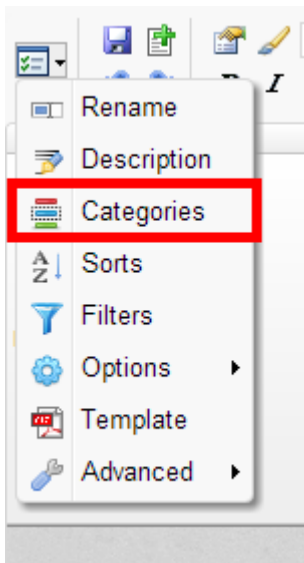 I
Rename
Description
Categories
A
Z
Sorts
Filters
Options
Template
Advanced